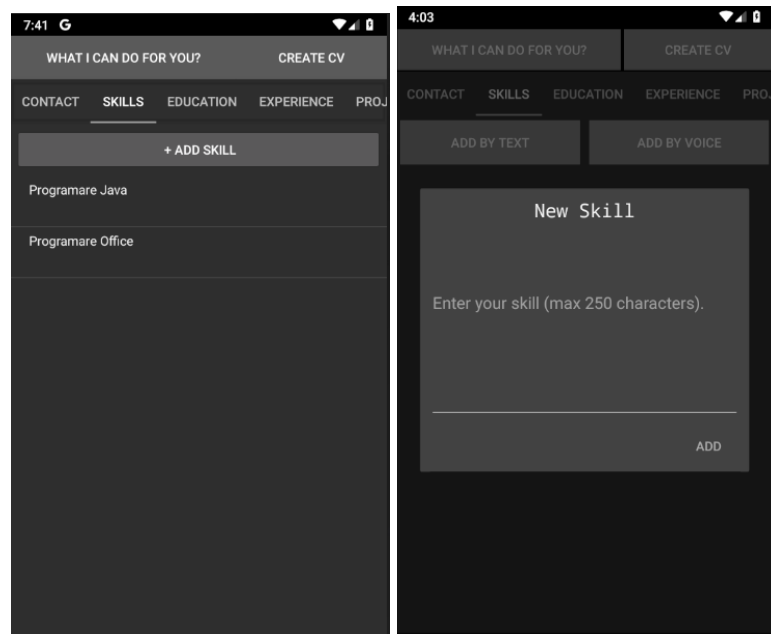 7:41 G
WHAT I CAN DO FOR YOU? CREATE CV
CONTACT SKILLS EDUCATION EXPERIENCE PROJ
+ ADD SKILL
Programare Java
Programare Office
4:03
WHAT I CAN DO FOR YOU? CREATE CV
CONTACT SKILLS EDUCATION EXPERIENCE PROJ
ADD BY TEXT ADD BY VOICE
New Skill
Enter your skill (max 250 characters).
ADD